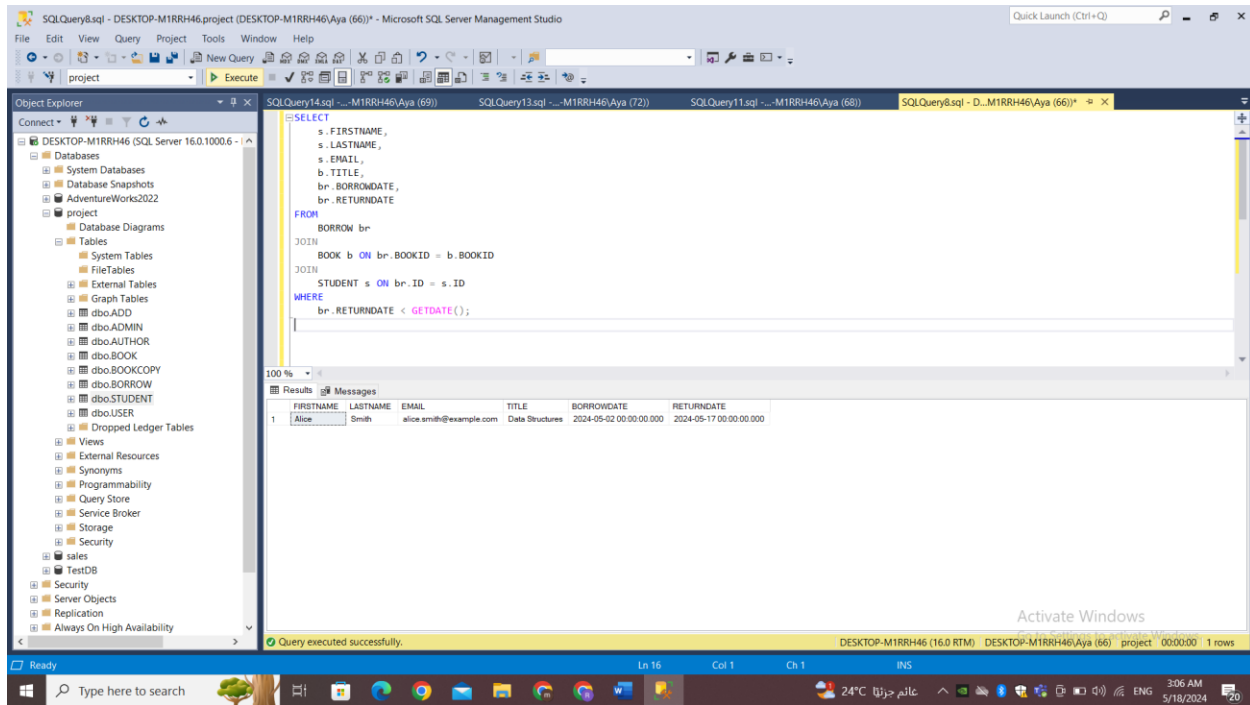 SQLQuery8.sql - DESKTOP-M1RRH46.project (DESKTOP-M1RRH46\Aya (66))* - Microsoft SQL Server Management Studio
Quick Launch (Ctrl+Q)
File Edit View Query Project Tools Window Help
New Query
project
Execute
Object Explorer
Connect
DESKTOP-M1RRH46 (SQL Server 16.0.1000.6 -
Databases
System Databases
Database Snapshots
AdventureWorks2022
project
Database Diagrams
Tables
System Tables
FileTables
External Tables
Graph Tables
dbo.ADD
dbo.ADMIN
dbo.AUTHOR
dbo.BOOK
dbo.BOOKCOPY
dbo.BORROW
dbo.STUDENT
dbo.USER
Dropped Ledger Tables
Views
External Resources
Synonyms
Programmability
Query Store
Service Broker
Storage
Security
sales
TestDB
Security
Server Objects
Replication
Always On High Availability
SQLQuery14.sql -...-M1RRH46\Aya (69)) SQLQuery13.sql -...-M1RRH46\Aya (72)) SQLQuery11.sql -...-M1RRH46\Aya (68)) SQLQuery8.sql - D...M1RRH46\Aya (66))*
SELECT
s.FIRSTNAME,
s.LASTNAME,
s.EMAIL,
b.TITLE,
br.BORROWDATE,
br.RETURNDATE
FROM
BORROW br
JOIN
BOOK b ON br.BOOKID = b.BOOKID
JOIN
STUDENT s ON br.ID = s.ID
WHERE
br.RETURNDATE < GETDATE();
100 %
Results Messages
FIRSTNAME LASTNAME EMAIL TITLE BORROWDATE RETURNDATE
1 Alice Smith alice.smith@example.com Data Structures 2024-05-02 00:00:00.000 2024-05-17 00:00:00.000
Activate Windows
Go to Settings to activate Windows.
Query executed successfully. DESKTOP-M1RRH46 (16.0 RTM) DESKTOP-M1RRH46\Aya (66) project 00:00:00 1 rows
Ready Ln 16 Col 1 Ch 1 INS
Type here to search
24°C غائم جزئيًا
ENG
3:06 AM
5/18/2024
20